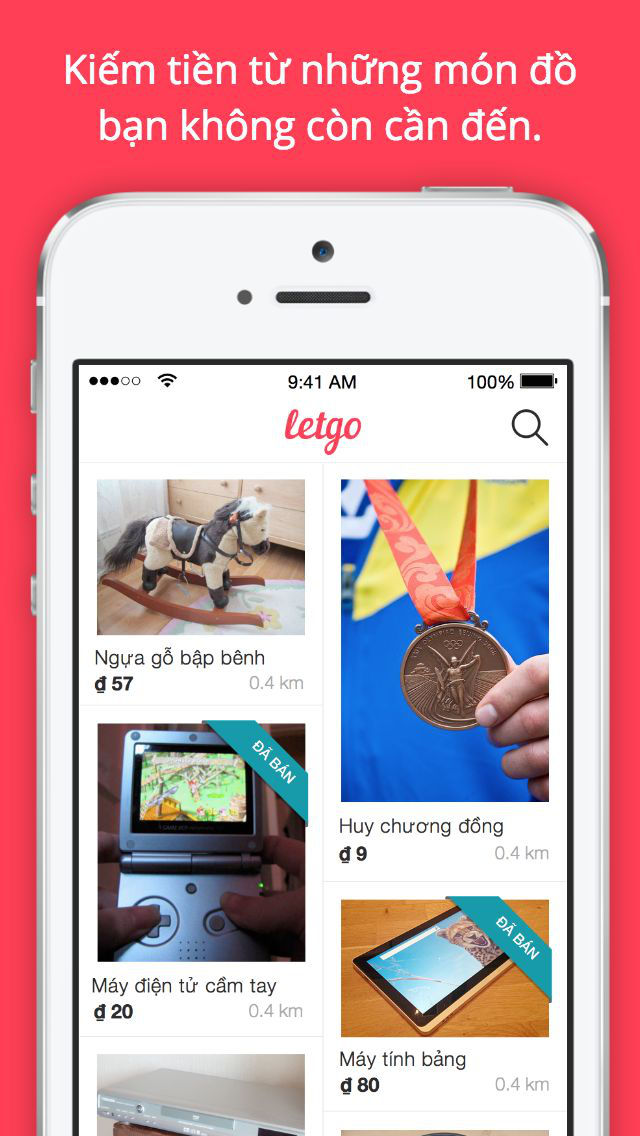 Kiếm tiền từ những món đồ
bạn không còn cần đến.
9:41 AM
100%
letgo
Ngựa gỗ bập bênh
₫ 57
0.4 km
ĐÃ BÁN
Máy điện tử cầm tay
₫ 20
0.4 km
Huy chương đồng
₫ 9
0.4 km
ĐÃ BÁN
Máy tính bảng
₫ 80
0.4 km